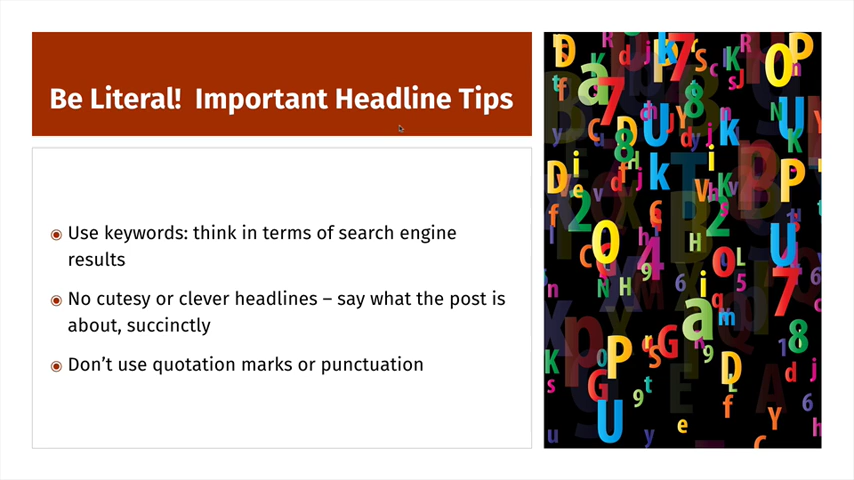 Be Literal!  Important Headline Tips
Use keywords: think in terms of search engine
results
No cutesy or clever headlines – say what the post is
about, succinctly
Don’t use quotation marks or punctuation